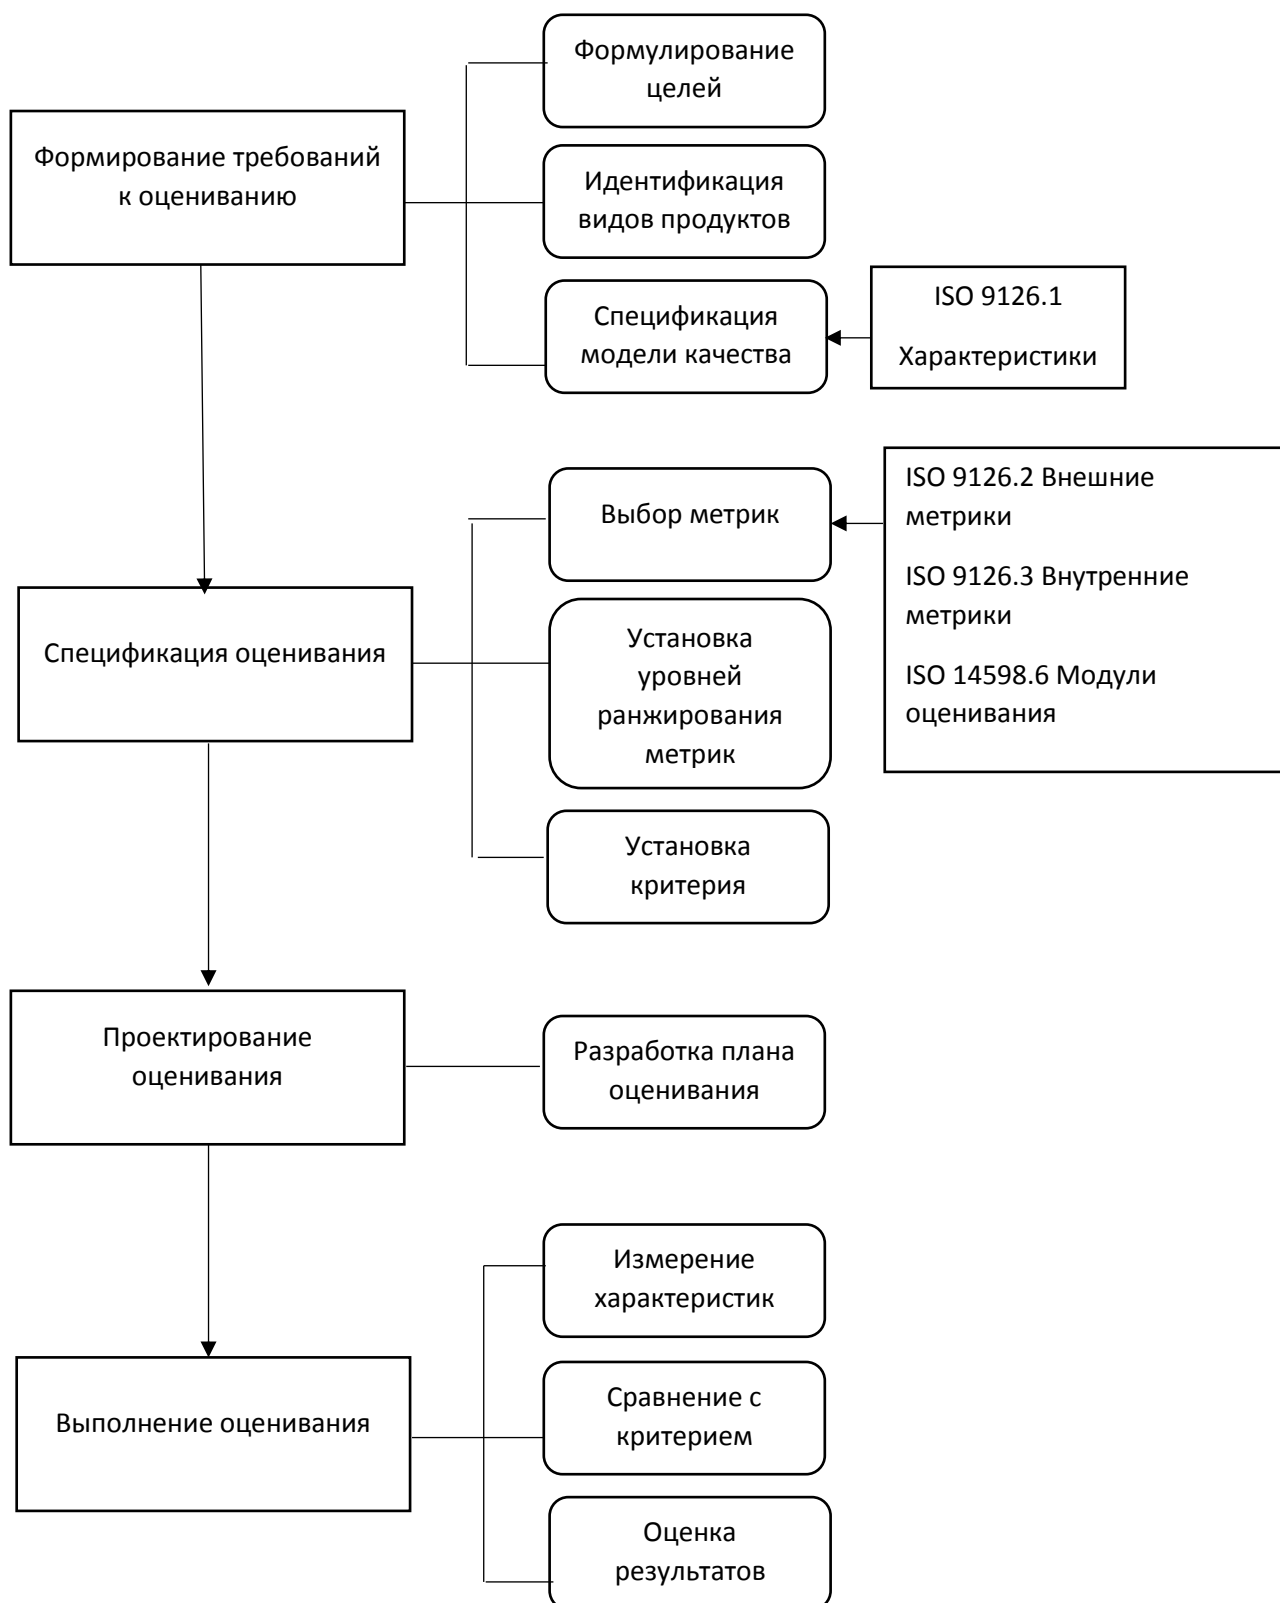 Формулирование
целей
Формирование требований
к оцениванию
Идентификация
видов продуктов
Спецификация
модели качества
ISO 9126.1
Характеристики
Выбор метрик
ISO 9126.2 Внешние
метрики
ISO 9126.3 Внутренние
метрики
ISO 14598.6 Модули
оценивания
Спецификация оценивания
Установка
уровней
ранжирования
метрик
Установка
критерия
Проектирование
оценивания
Разработка плана
оценивания
Измерение
характеристик
Выполнение оценивания
Сравнение с
критерием
Оценка
результатов